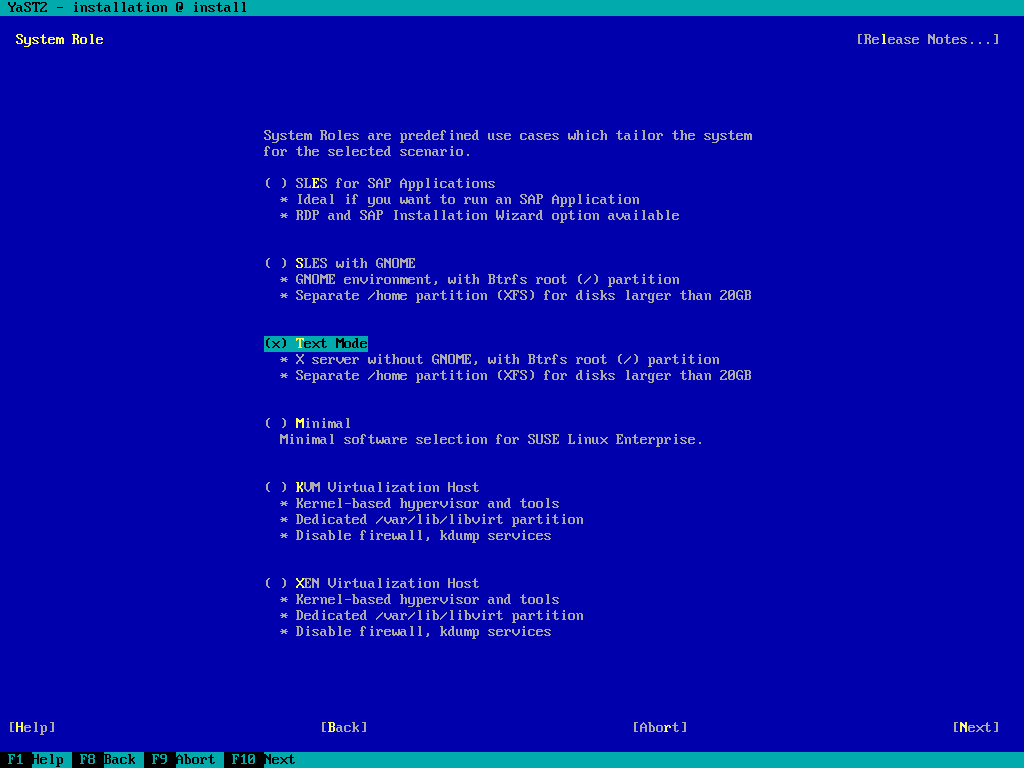 YaST2 - installation @ install
System Role [Release Notes...]
System Roles are predefined use cases which tailor the system
for the selected scenario.
( ) SLES for SAP Applications
* Ideal if you want to run an SAP Application
* RDP and SAP Installation Wizard option available
( ) SLES with GNOME
* GNOME environment, with Btrfs root (/) partition
* Separate /home partition (XFS) for disks larger than 20GB
(x) Text Mode
* X server without GNOME, with Btrfs root (/) partition
* Separate /home partition (XFS) for disks larger than 20GB
( ) Minimal
Minimal software selection for SUSE Linux Enterprise.
( ) KVM Virtualization Host
* Kernel-based hypervisor and tools
* Dedicated /var/lib/libvirt partition
* Disable firewall, kdump services
( ) XEN Virtualization Host
* Kernel-based hypervisor and tools
* Dedicated /var/lib/libvirt partition
* Disable firewall, kdump services
[Help] [Back] [Abort] [Next]
F1 Help F8 Back F9 Abort F10 Next